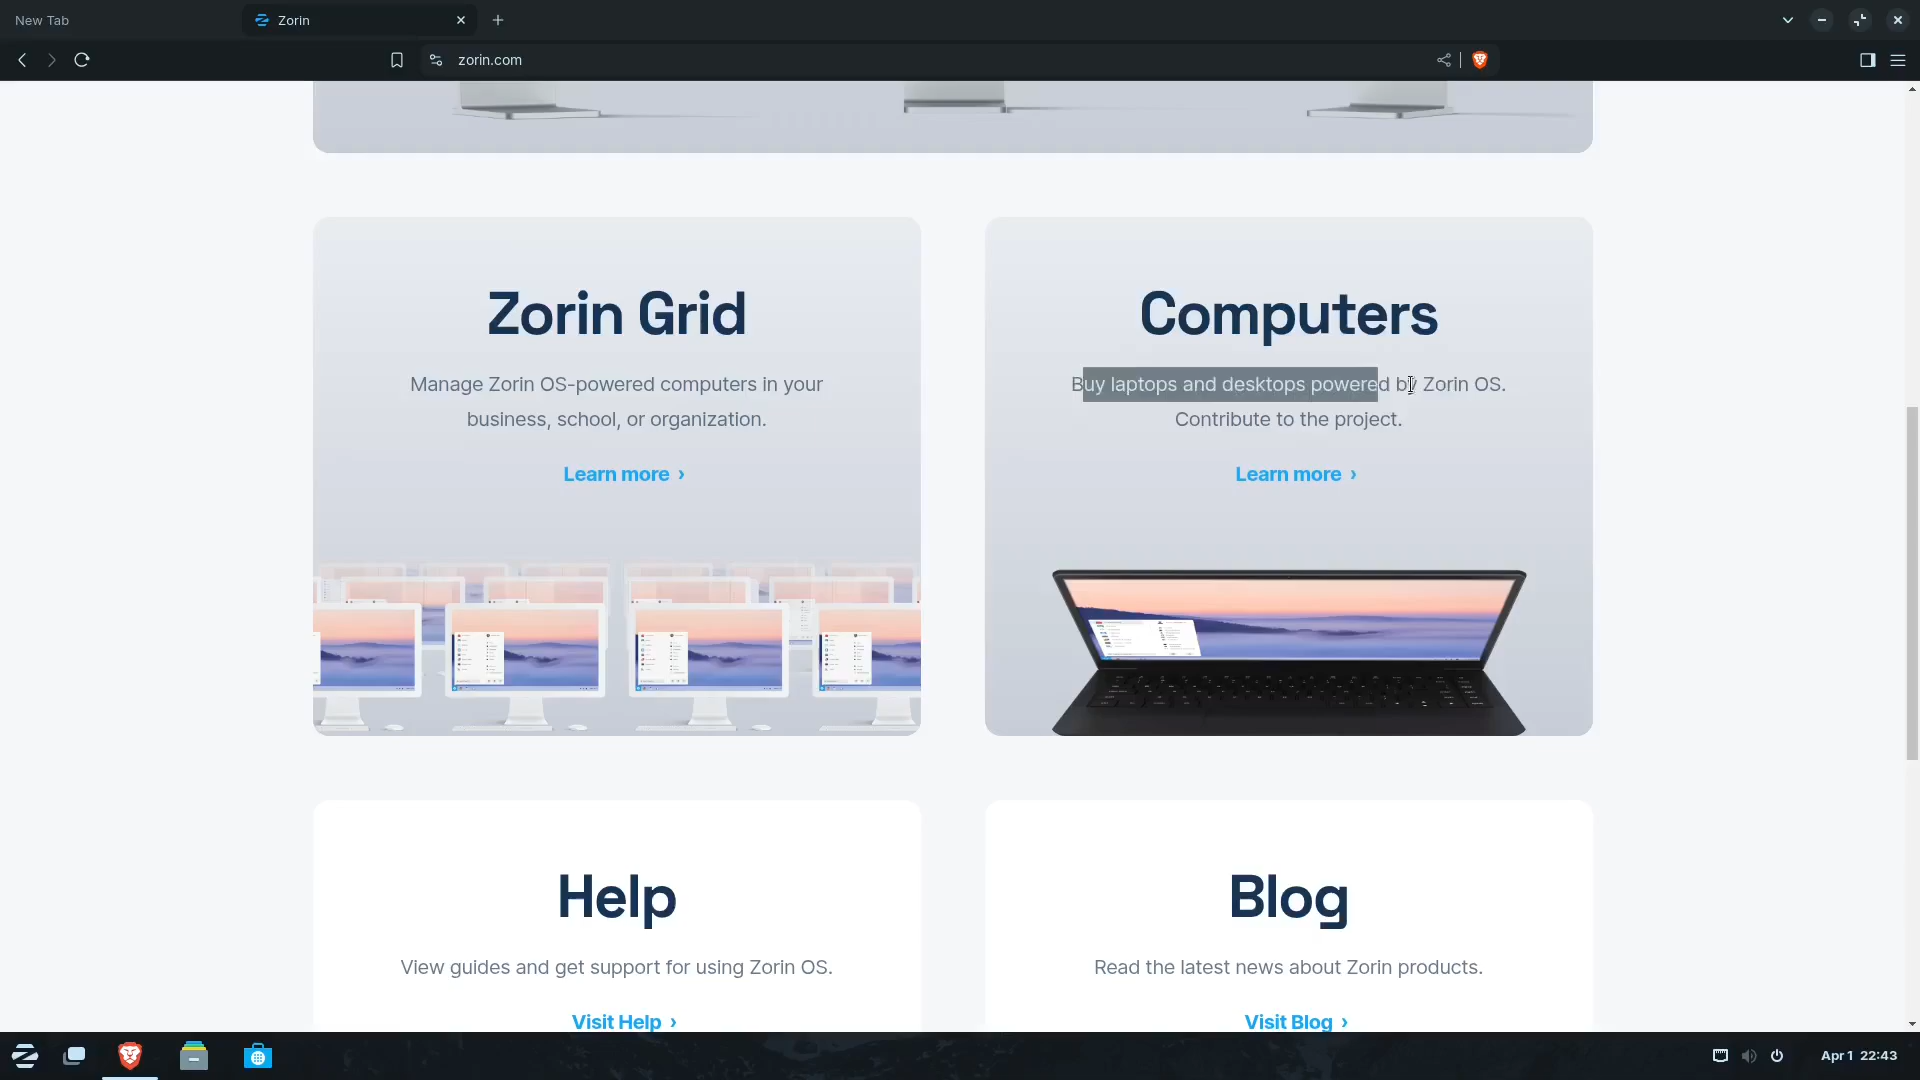 New Tab
Zorin
zorin.com
Zorin Grid
Manage Zorin OS-powered computers in your
business, school, or organization.
Learn more ›
Computers
Buy laptops and desktops powered by Zorin OS.
Contribute to the project.
Learn more ›
Help
View guides and get support for using Zorin OS.
Visit Help ›
Blog
Read the latest news about Zorin products.
Visit Blog ›
Apr 1 22:43